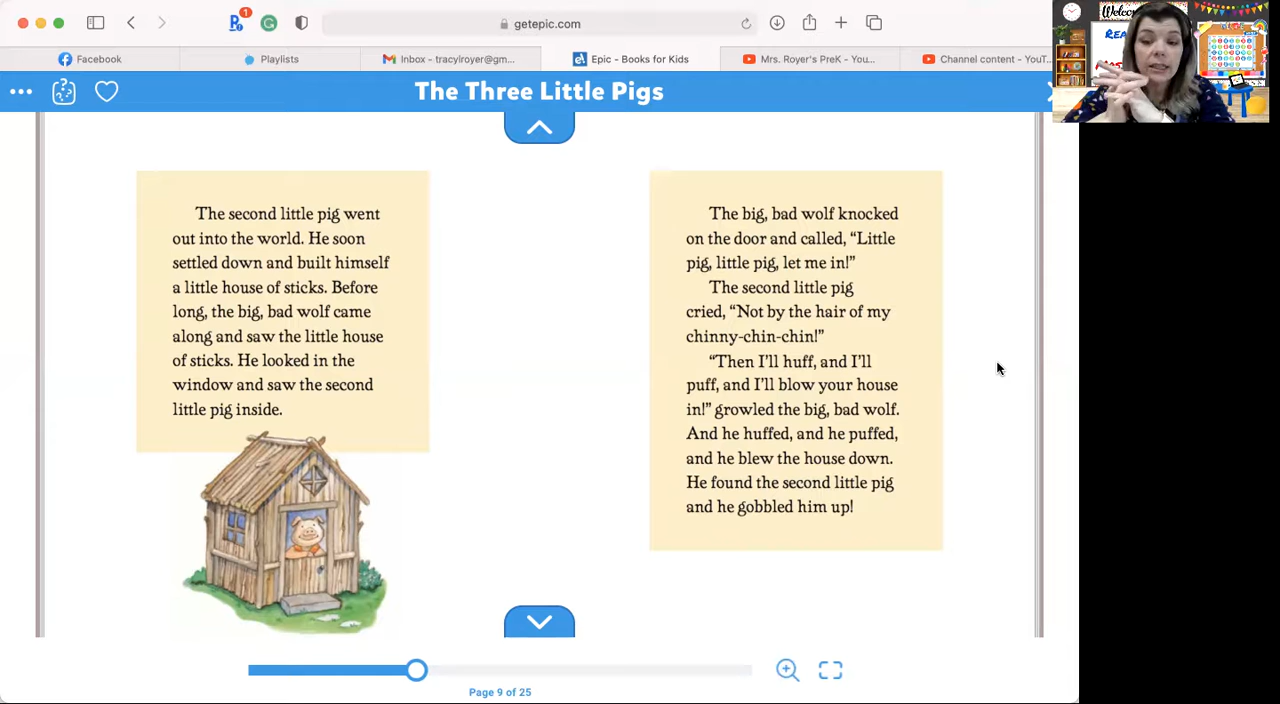 1
getepic.com
Facebook
Playlists
Inbox - tracylroyer@gm...
Epic - Books for Kids
Mrs. Royer's PreK - You...
Channel content - YouT...
The Three Little Pigs
The second little pig went
out into the world. He soon
settled down and built himself
a little house of sticks. Before
long, the big, bad wolf came
along and saw the little house
of sticks. He looked in the
window and saw the second
little pig inside.
The big, bad wolf knocked
on the door and called, “Little
pig, little pig, let me in!”
The second little pig
cried, “Not by the hair of my
chinny-chin-chin!”
“Then I’ll huff, and I’ll
puff, and I’ll blow your house
in!” growled the big, bad wolf.
And he huffed, and he puffed,
and he blew the house down.
He found the second little pig
and he gobbled him up!
Page 9 of 25